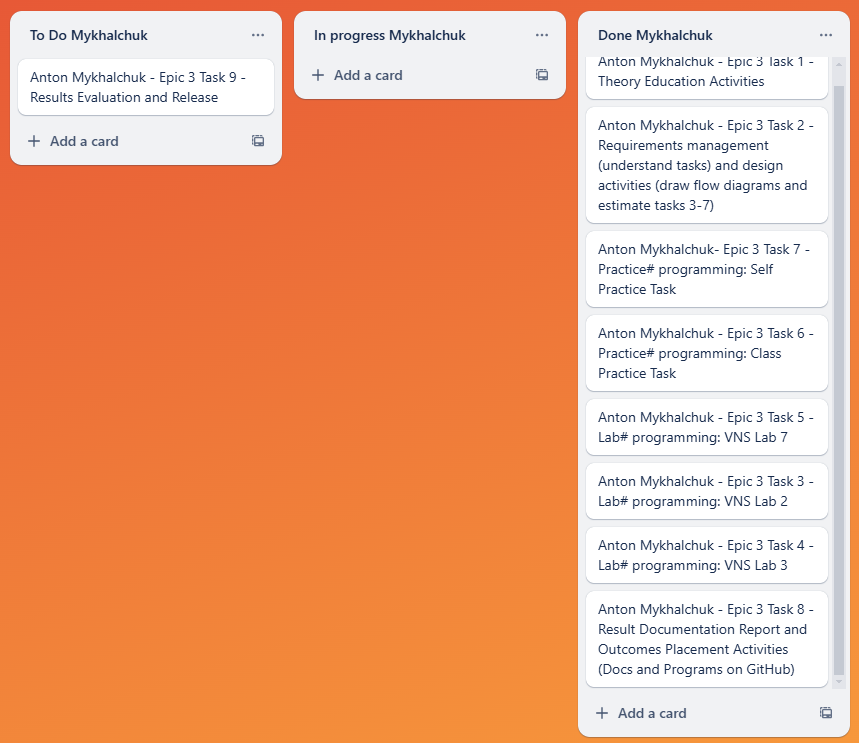 To Do Mykhalchuk
Anton Mykhalchuk - Epic 3 Task 9 -
Results Evaluation and Release
Add a card
In progress Mykhalchuk
Add a card
Done Mykhalchuk
Anton Mykhalchuk - Epic 3 Task 1 -
Theory Education Activities
Anton Mykhalchuk - Epic 3 Task 2 -
Requirements management
(understand tasks) and design
activities (draw flow diagrams and
estimate tasks 3-7)
Anton Mykhalchuk- Epic 3 Task 7 -
Practice# programming: Self
Practice Task
Anton Mykhalchuk - Epic 3 Task 6 -
Practice# programming: Class
Practice Task
Anton Mykhalchuk - Epic 3 Task 5 -
Lab# programming: VNS Lab 7
Anton Mykhalchuk - Epic 3 Task 3 -
Lab# programming: VNS Lab 2
Anton Mykhalchuk - Epic 3 Task 4 -
Lab# programming: VNS Lab 3
Anton Mykhalchuk - Epic 3 Task 8 -
Result Documentation Report and
Outcomes Placement Activities
(Docs and Programs on GitHub)
Add a card